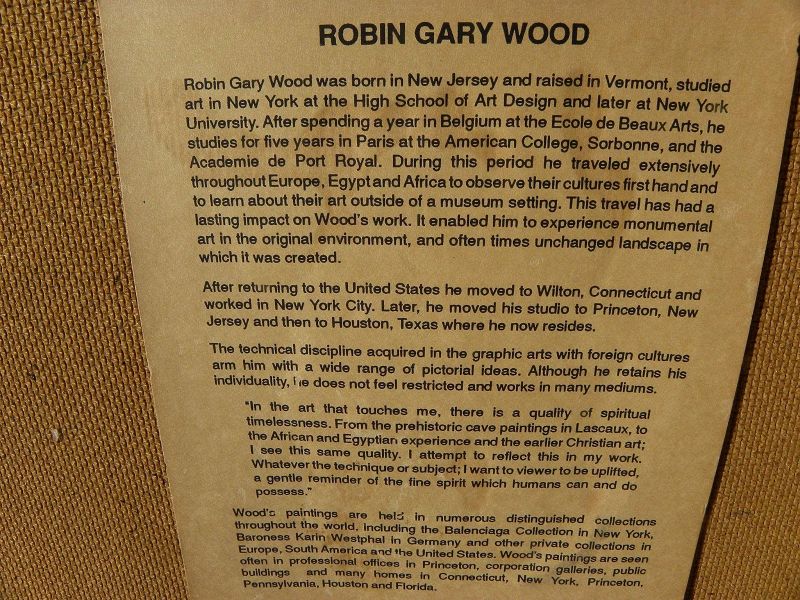 ROBIN GARY WOOD
Robin Gary Wood was born in New Jersey and raised in Vermont, studied
art in New York at the High School of Art Design and later at New York
University. After spending a year in Belgium at the Ecole de Beaux Arts, he
studies for five years in Paris at the American College, Sorbonne, and the
Academie de Port Royal. During this period he traveled extensively
throughout Europe, Egypt and Africa to observe their cultures first hand and
to learn about their art outside of a museum setting. This travel has had a
lasting impact on Wood's work. It enabled him to experience monumental
art in the original environment, and often times unchanged landscape in
which it was created.
After returning to the United States he moved to Wilton, Connecticut and
worked in New York City. Later, he moved his studio to Princeton, New
Jersey and then to Houston, Texas where he now resides.
The technical discipline acquired in the graphic arts with foreign cultures
arm him with a wide range of pictorial ideas. Although he retains his
individuality, he does not feel restricted and works in many mediums.
"In the art that touches me, there is a quality of spiritual
timelessness. From the prehistoric cave paintings in Lascaux, to
the African and Egyptian experience and the earlier Christian art;
I see this same quality. I attempt to reflect this in my work.
Whatever the technique or subject; I want to viewer to be uplifted,
a gentle reminder of the fine spirit which humans can and do
possess."
Wood's paintings are held in numerous distinguished collections
throughout the world, including the Balenciaga Collection in New York,
Baroness Karin Westphal in Germany and other private collections in
Europe, South America and the United States. Wood's paintings are seen
often in professional offices in Princeton, corporation galleries, public
buildings and many homes in Connecticut, New York, Princeton,
Pennsylvania, Houston and Florida.